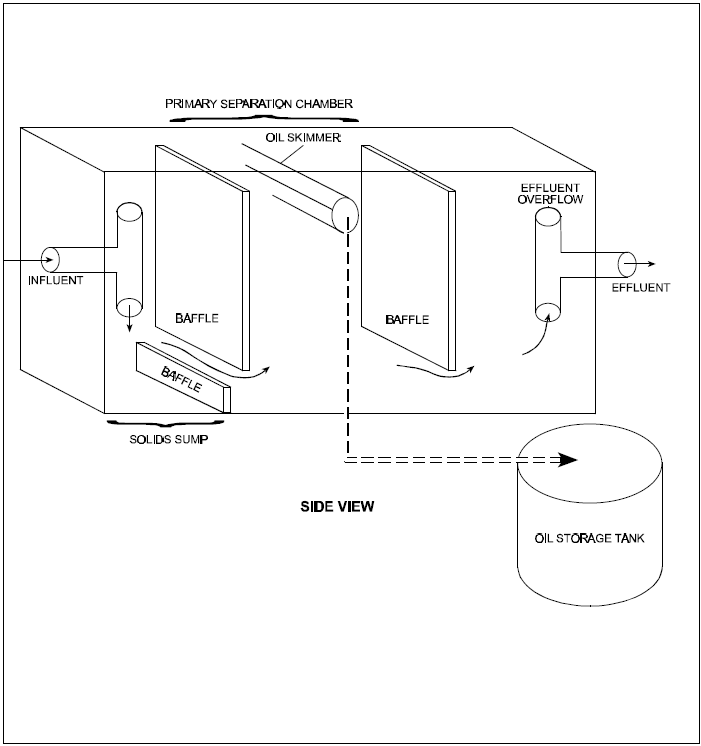 PRIMARY SEPARATION CHAMBER
OIL SKIMMER
EFFLUENT
OVERFLOW
INFLUENT
EFFLUENT
BAFFLE
BAFFLE
BAFFLE
SOLIDS SUMP
SIDE VIEW
OIL STORAGE TANK